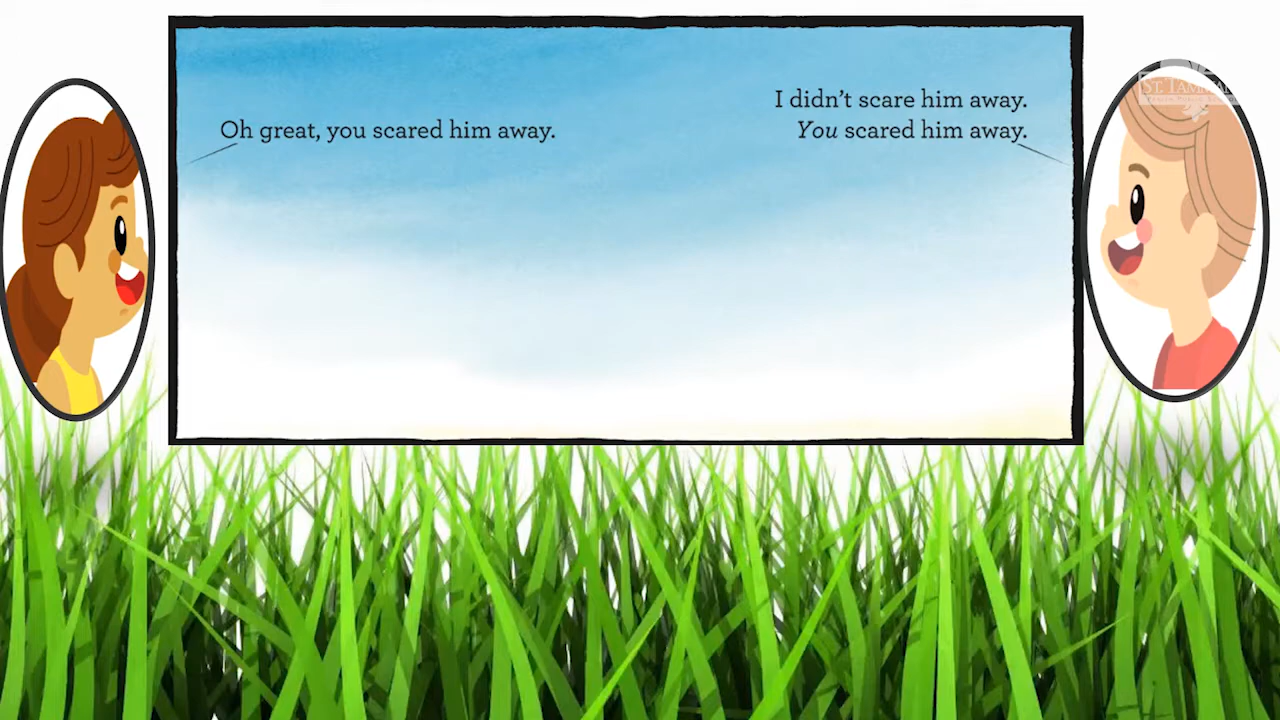 Oh great, you scared him away.
I didn’t scare him away.
You scared him away.